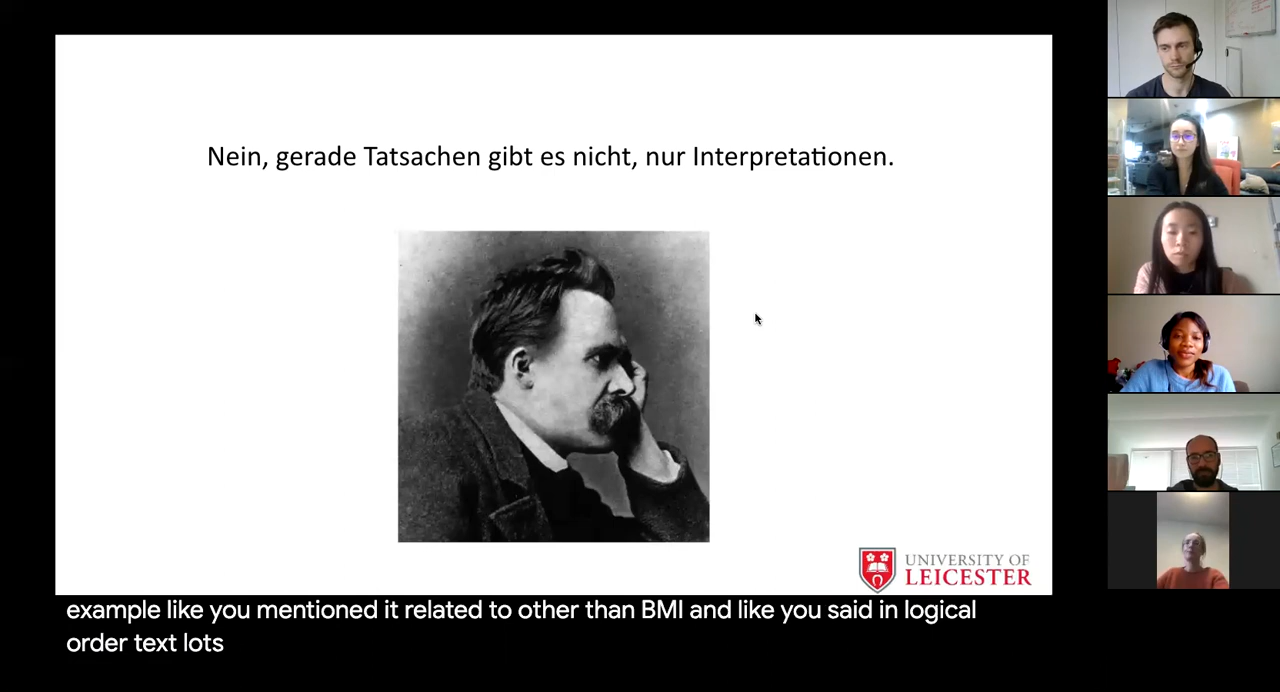 Nein, gerade Tatsachen gibt es nicht, nur Interpretationen.
UNIVERSITY OF
LEICESTER
example like you mentioned it related to other than BMI and like you said in logical
order text lots